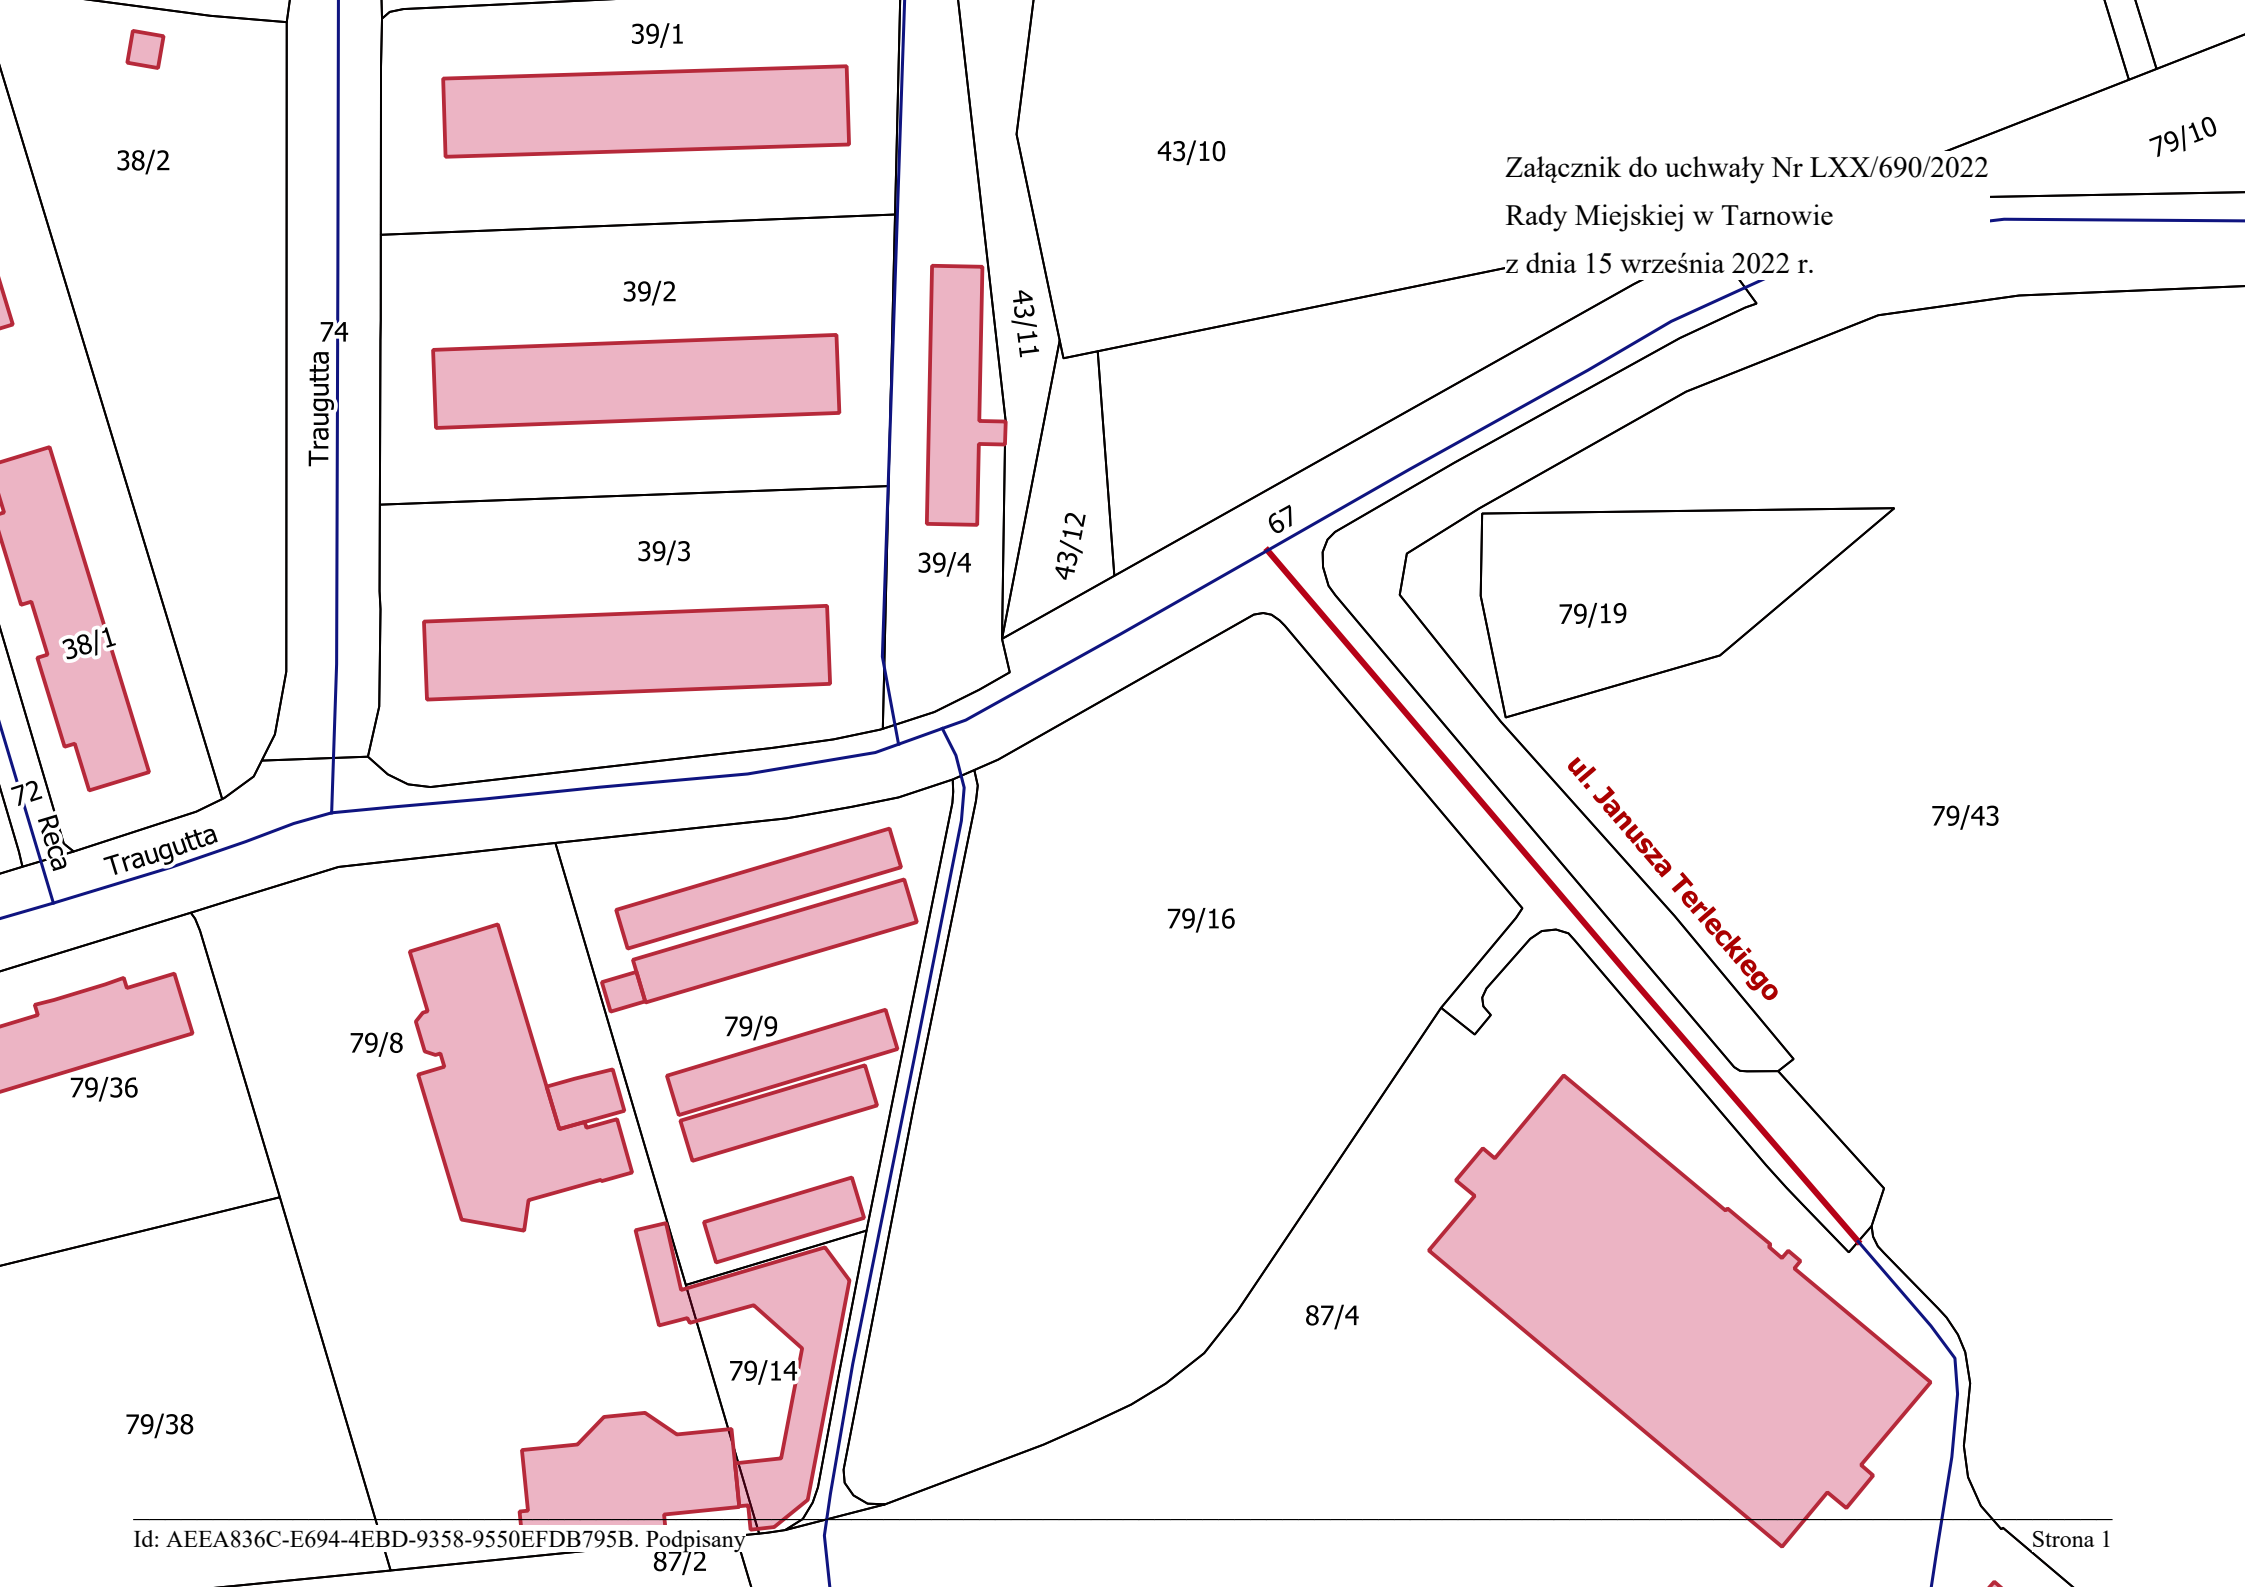 39/1
38/2
43/10
79/10
Załącznik do uchwały Nr LXX/690/2022
Rady Miejskiej w Tarnowie
z dnia 15 września 2022 r.
39/2
43/11
74
Traugutta
67
39/3
39/4
43/12
79/19
38/1
72
Reca
Traugutta
ul. Janusza Terleckiego
79/43
79/16
79/9
79/8
79/36
87/4
79/14
79/38
Id: AEEA836C-E694-4EBD-9358-9550EFDB795B. Podpisany
Strona 1
87/2